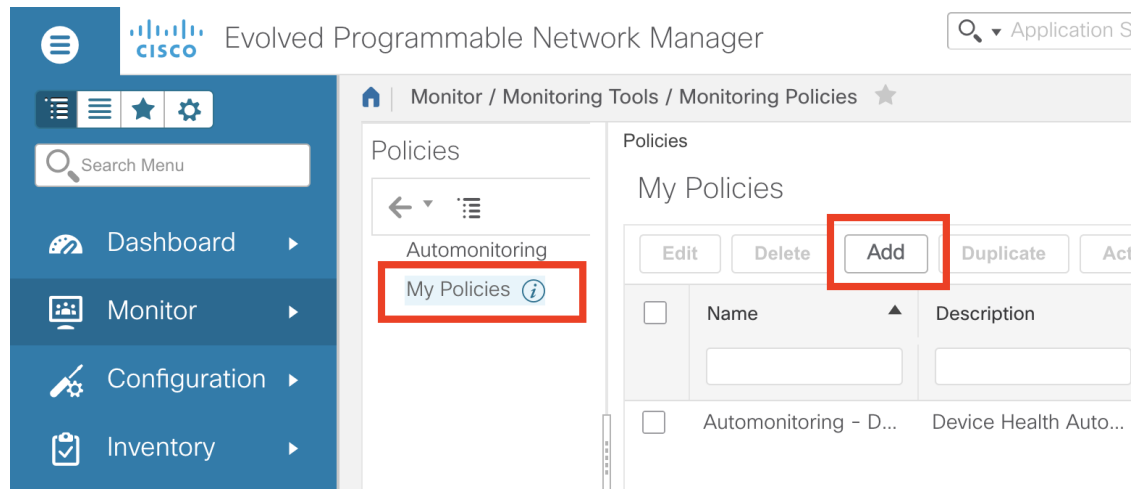 CISCO Evolved Programmable Network Manager
Application S
Monitor / Monitoring Tools / Monitoring Policies
Search Menu
Dashboard
Monitor
Configuration
Inventory
Policies
Automonitoring
My Policies
Policies
My Policies
Edit Delete Add Duplicate Act
Name Description
Automonitoring - D... Device Health Auto...